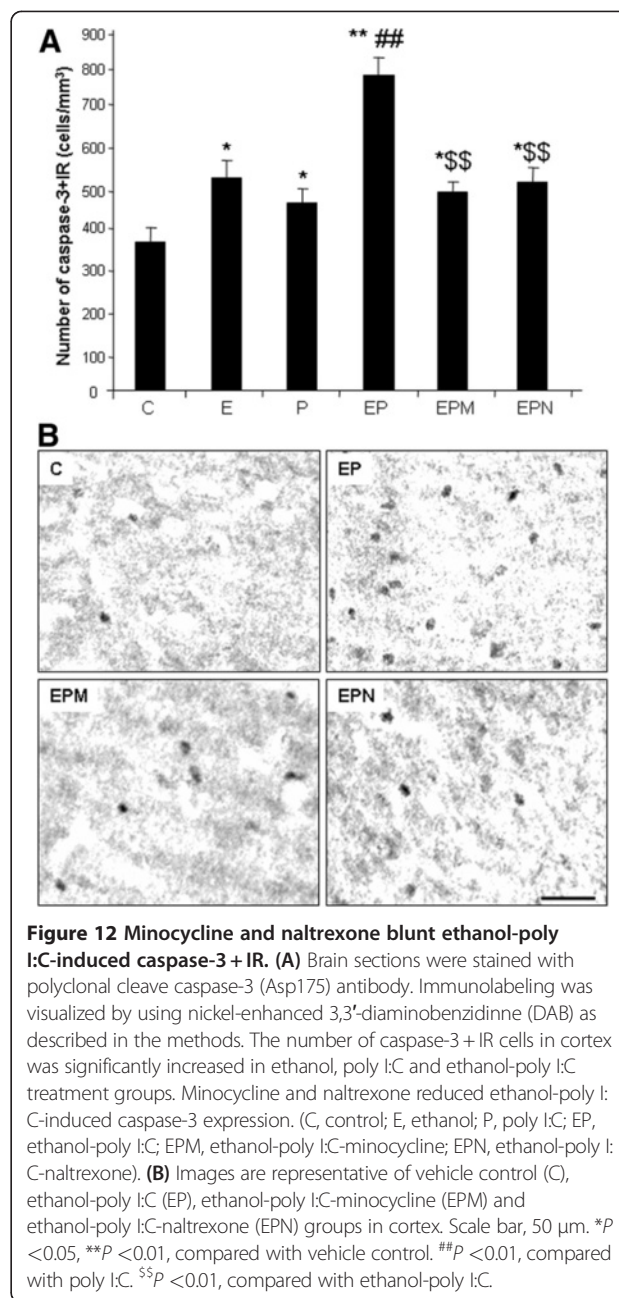 A
Number of caspase-3+IR (cells/mm³)
900
800
700
600
500
400
300
200
100
0
*
*
** ##
*$$
*$$
C E P EP EPM EPN
B
C
EP
EPM
EPN
Figure 12 Minocycline and naltrexone blunt ethanol-poly
I:C-induced caspase-3 + IR. (A) Brain sections were stained with
polyclonal cleave caspase-3 (Asp175) antibody. Immunolabeling was
visualized by using nickel-enhanced 3,3′-diaminobenzidinne (DAB) as
described in the methods. The number of caspase-3 + IR cells in cortex
was significantly increased in ethanol, poly I:C and ethanol-poly I:C
treatment groups. Minocycline and naltrexone reduced ethanol-poly I:
C-induced caspase-3 expression. (C, control; E, ethanol; P, poly I:C; EP,
ethanol-poly I:C; EPM, ethanol-poly I:C-minocycline; EPN, ethanol-poly I:
C-naltrexone). (B) Images are representative of vehicle control (C),
ethanol-poly I:C (EP), ethanol-poly I:C-minocycline (EPM) and
ethanol-poly I:C-naltrexone (EPN) groups in cortex. Scale bar, 50 μm. *P
<0.05, **P <0.01, compared with vehicle control. ##P <0.01, compared
with poly I:C. $$P <0.01, compared with ethanol-poly I:C.